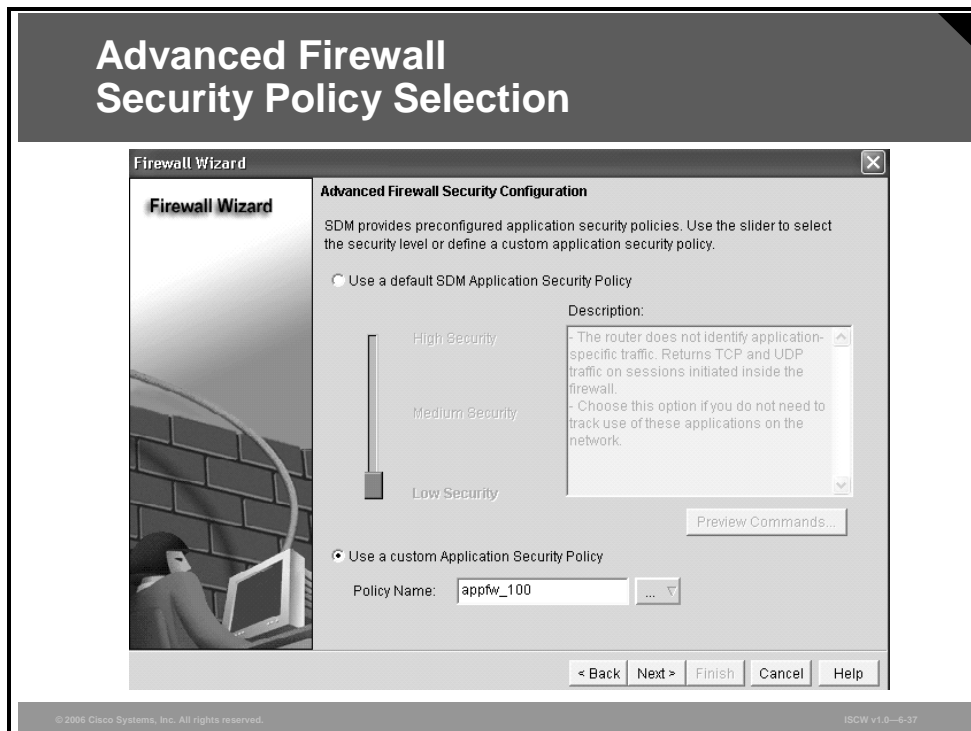 Advanced Firewall
Security Policy Selection
Firewall Wizard
Firewall Wizard
Advanced Firewall Security Configuration
SDM provides preconfigured application security policies. Use the slider to select
the security level or define a custom application security policy.
Use a default SDM Application Security Policy
Description:
High Security
Medium Security
Low Security
- The router does not identify application-
specific traffic. Returns TCP and UDP
traffic on sessions initiated inside the
firewall.
- Choose this option if you do not need to
track use of these applications on the
network.
Preview Commands...
Use a custom Application Security Policy
Policy Name: appfw_100 ...
< Back Next > Finish Cancel Help
© 2006 Cisco Systems, Inc. All rights reserved. ISCW v1.0—6-37